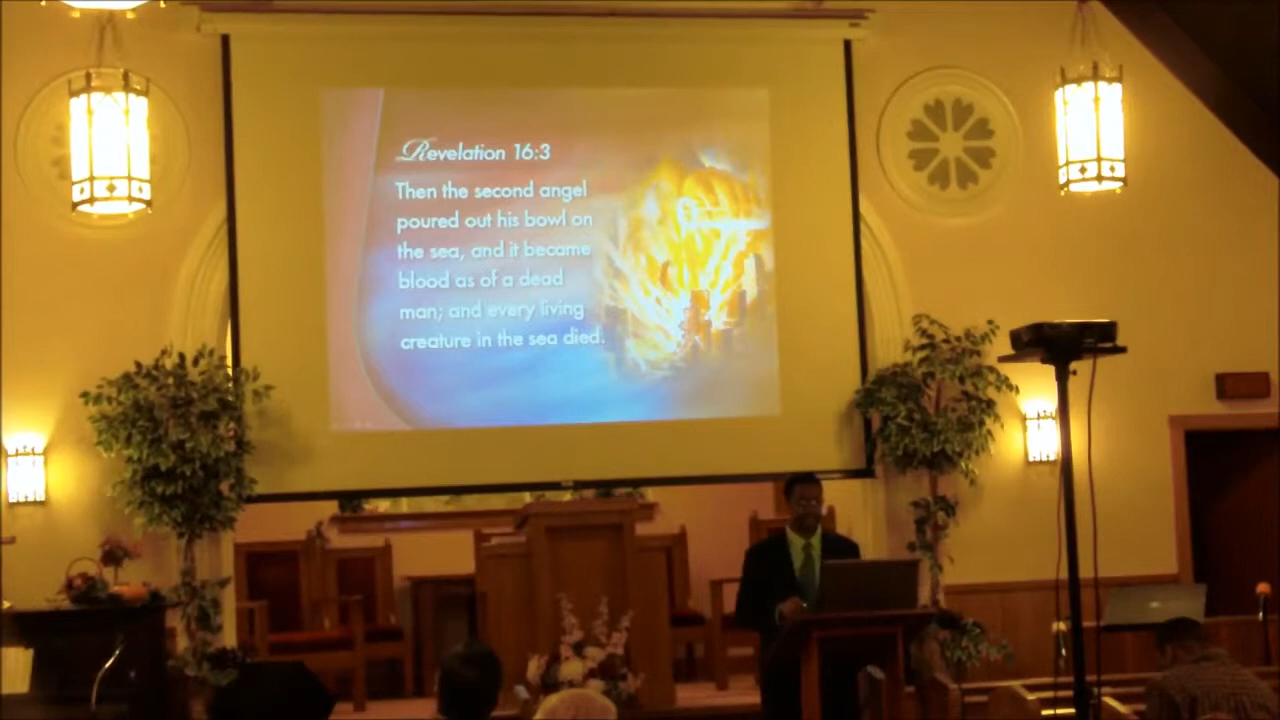 Revelation 16:3
Then the second angel
poured out his bowl on
the sea, and it became
blood as of a dead
man; and every living
creature in the sea died.